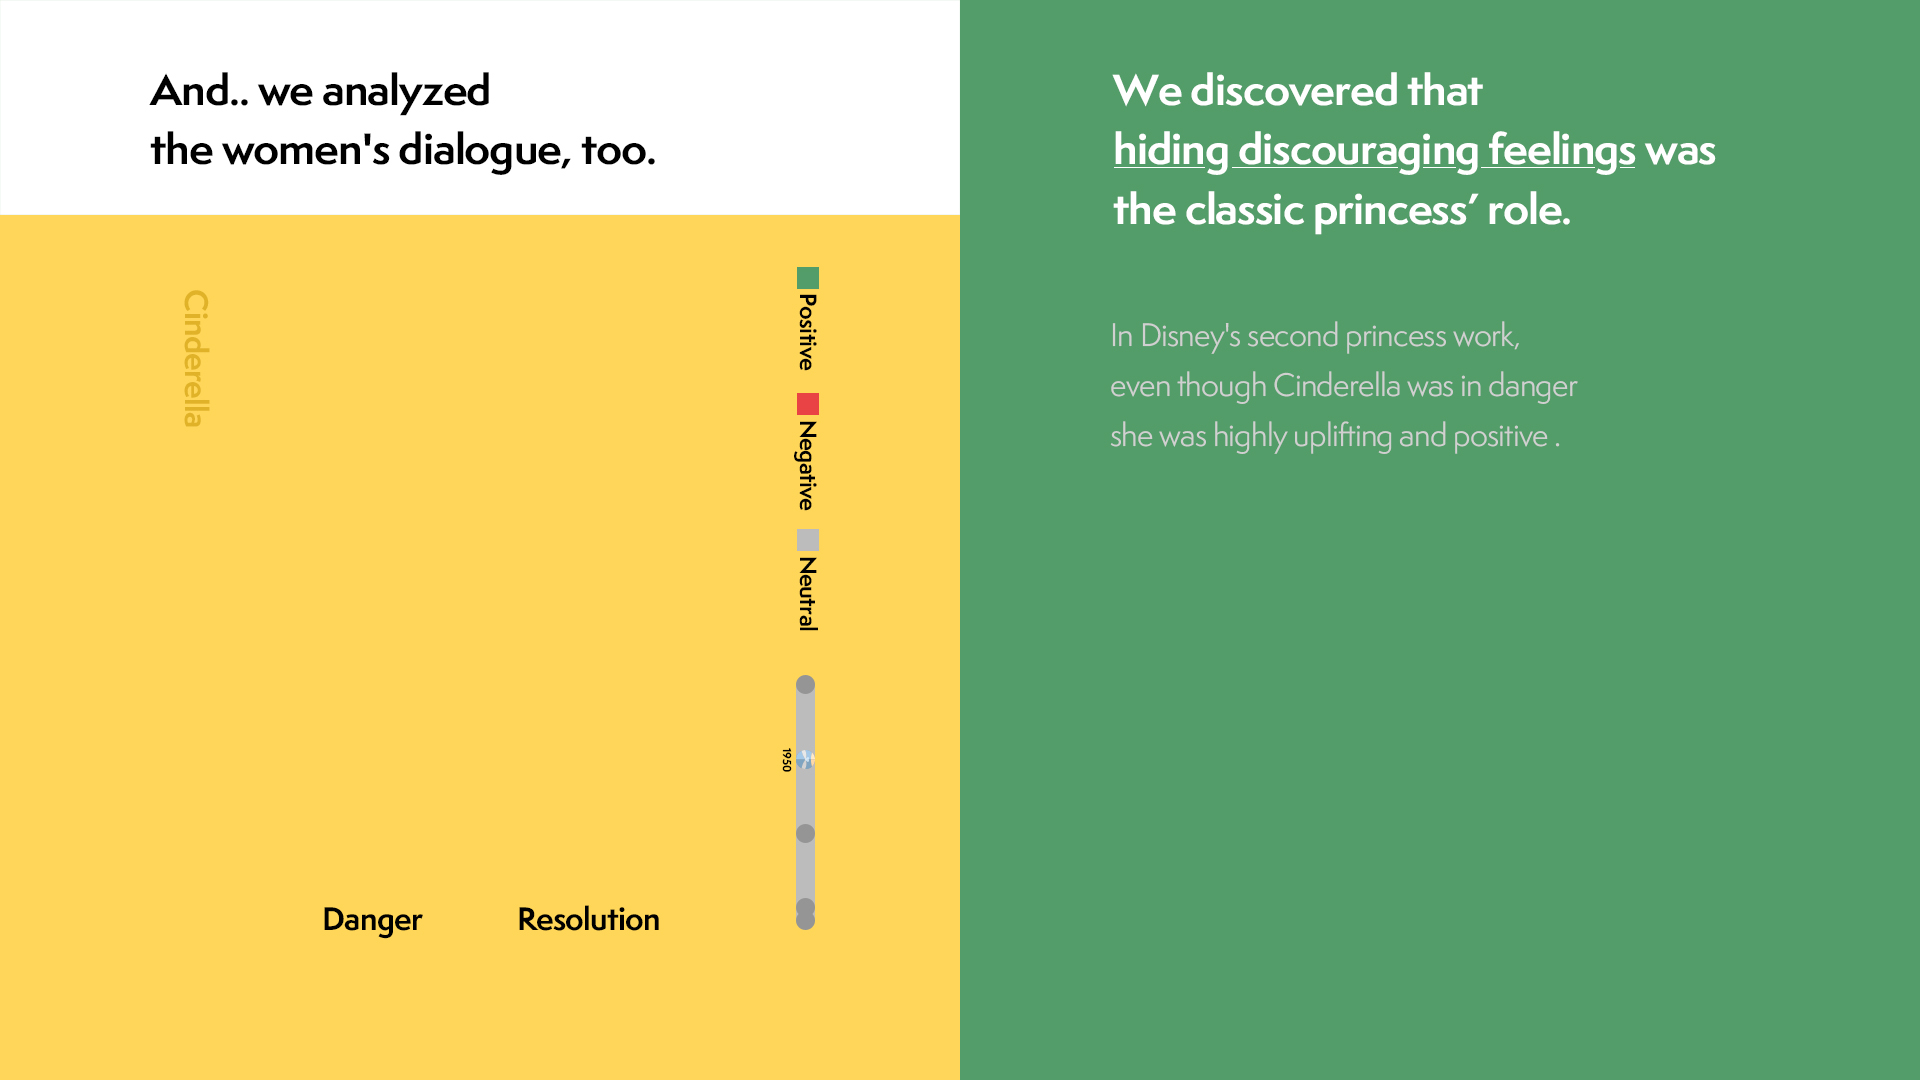 And.. we analyzed
the women's dialogue, too.
Cinderella
Positive
Negative
Neutral
1950
Danger
Resolution
We discovered that
hiding discouraging feelings was
the classic princess’ role.
In Disney's second princess work,
even though Cinderella was in danger
she was highly uplifting and positive .